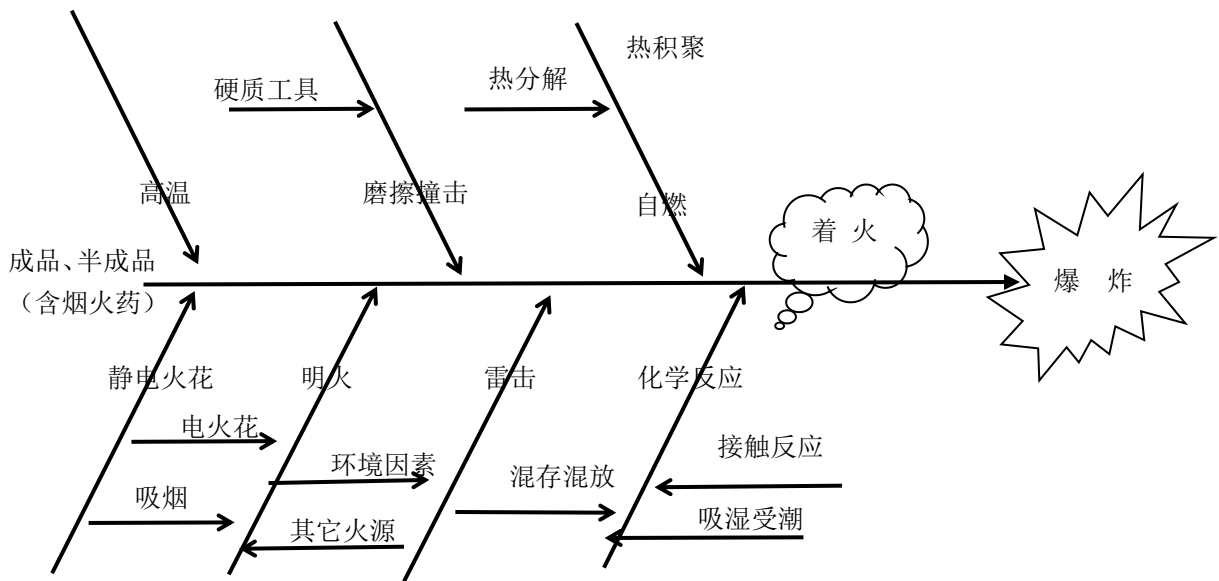 热积聚
硬质工具
热分解
高温
磨擦撞击
自燃
着 火
成品、半成品
（含烟火药）
爆 炸
静电火花
明火
雷击
化学反应
电火花
接触反应
环境因素
混存混放
吸烟
吸湿受潮
其它火源